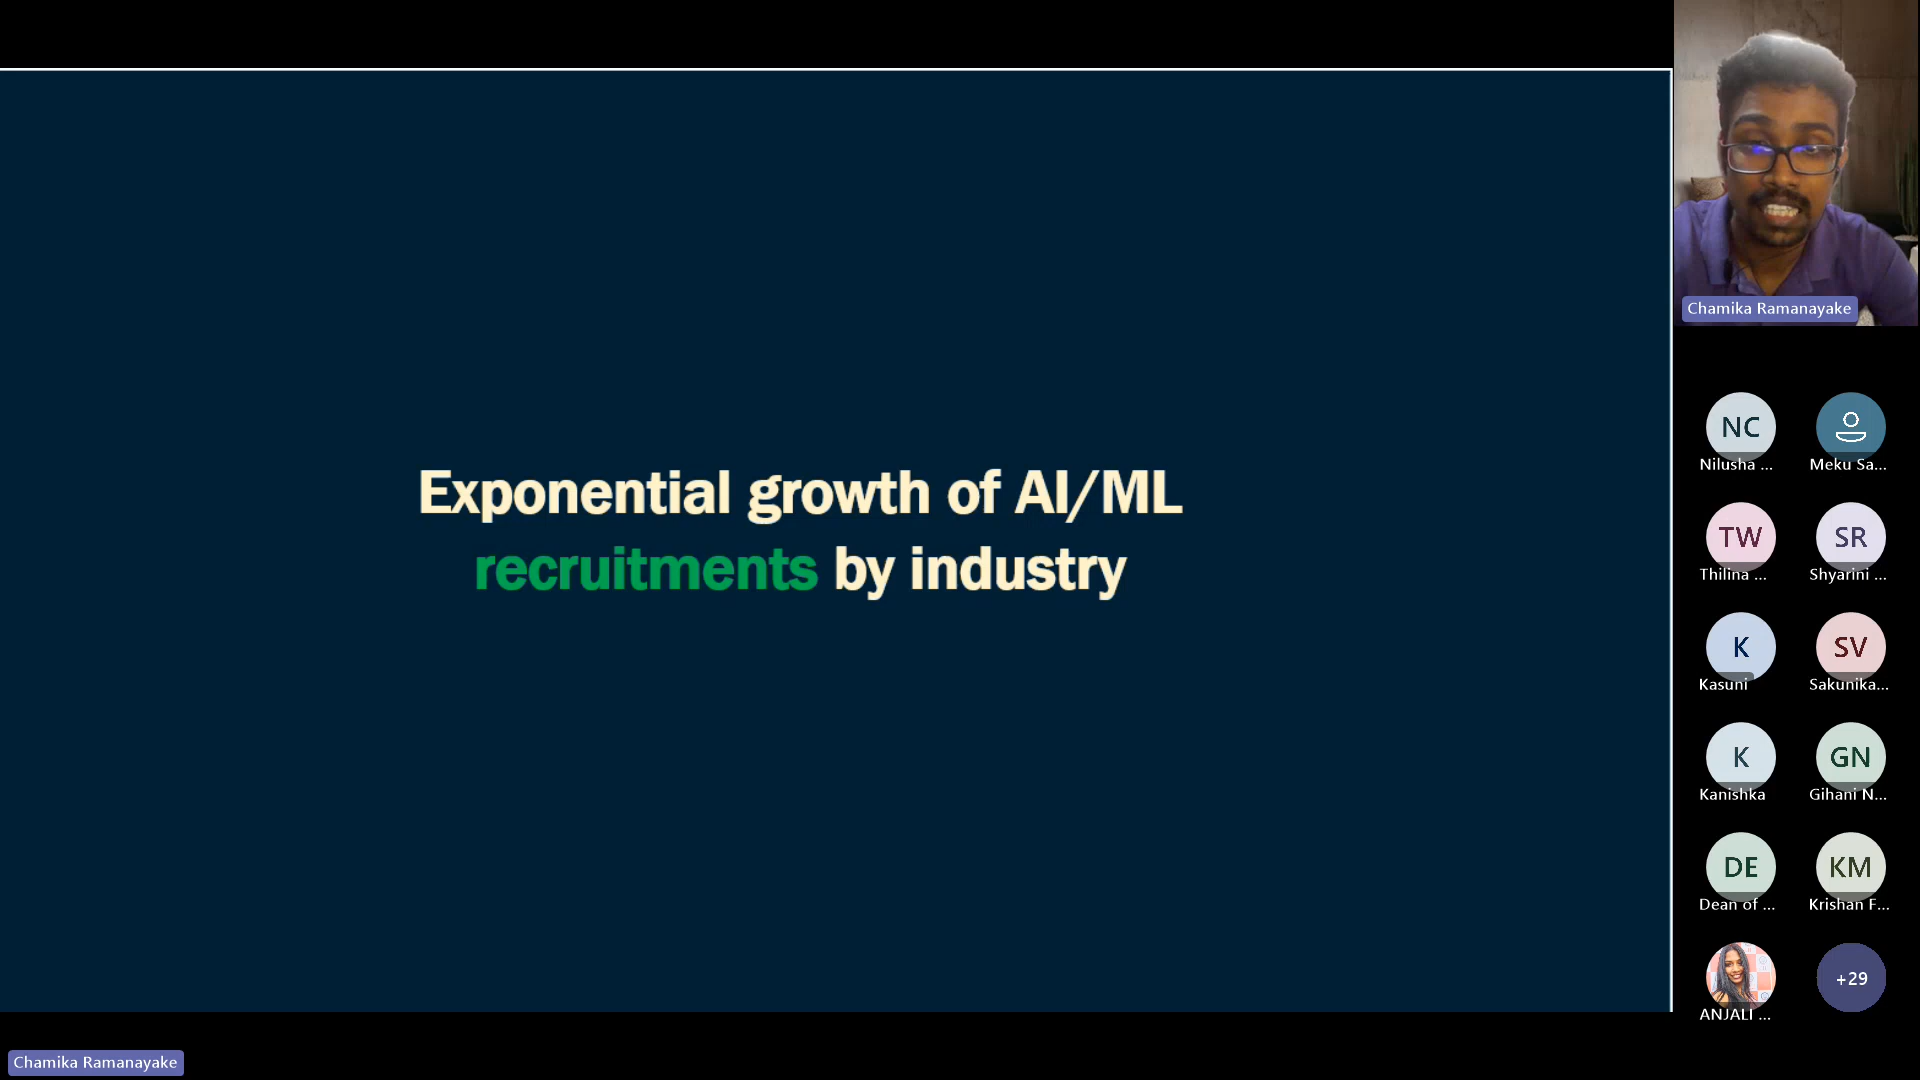 Exponential growth of AI/ML
recruitments by industry
Chamika Ramanayake
NC
Nilusha ...
Meku Sa...
TW
Thilina ...
SR
Shyarini ...
K
Kasuni
SV
Sakunika...
K
Kanishka
GN
Gihani N...
DE
Dean of ...
KM
Krishan F...
ANJALI ...
+29
Chamika Ramanayake